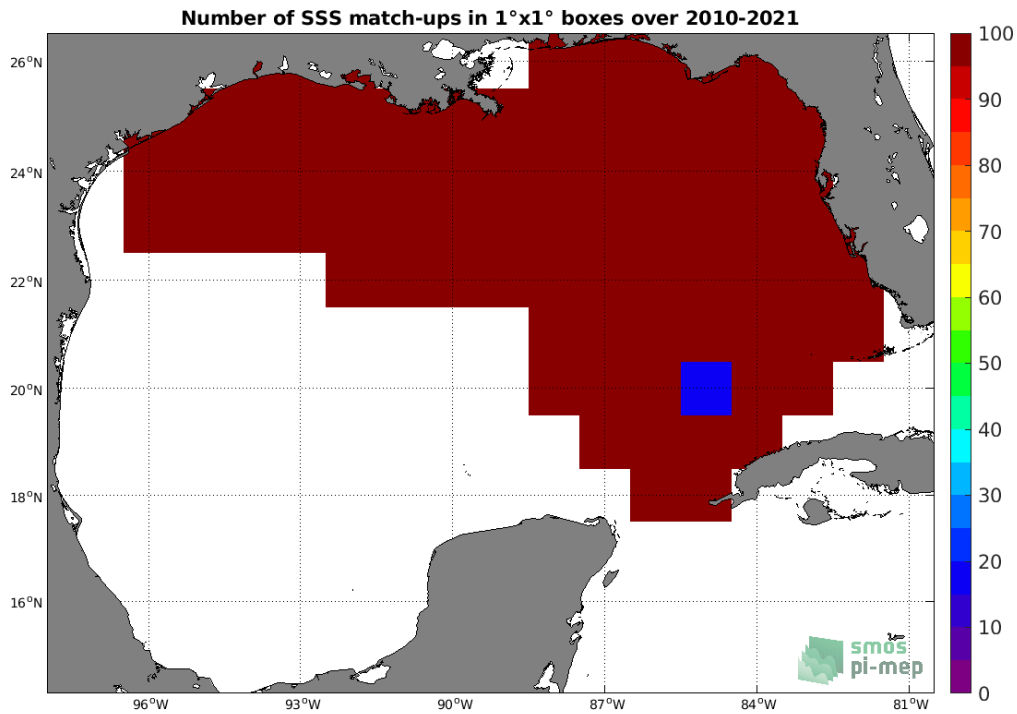 Number of SSS match-ups in 1°x1° boxes over 2010-2021
26°N
24°N
22°N
20°N
18°N
16°N
96°W
93°W
90°W
87°W
84°W
81°W
100
90
80
70
60
50
40
30
20
10
0
smos
pi-mep